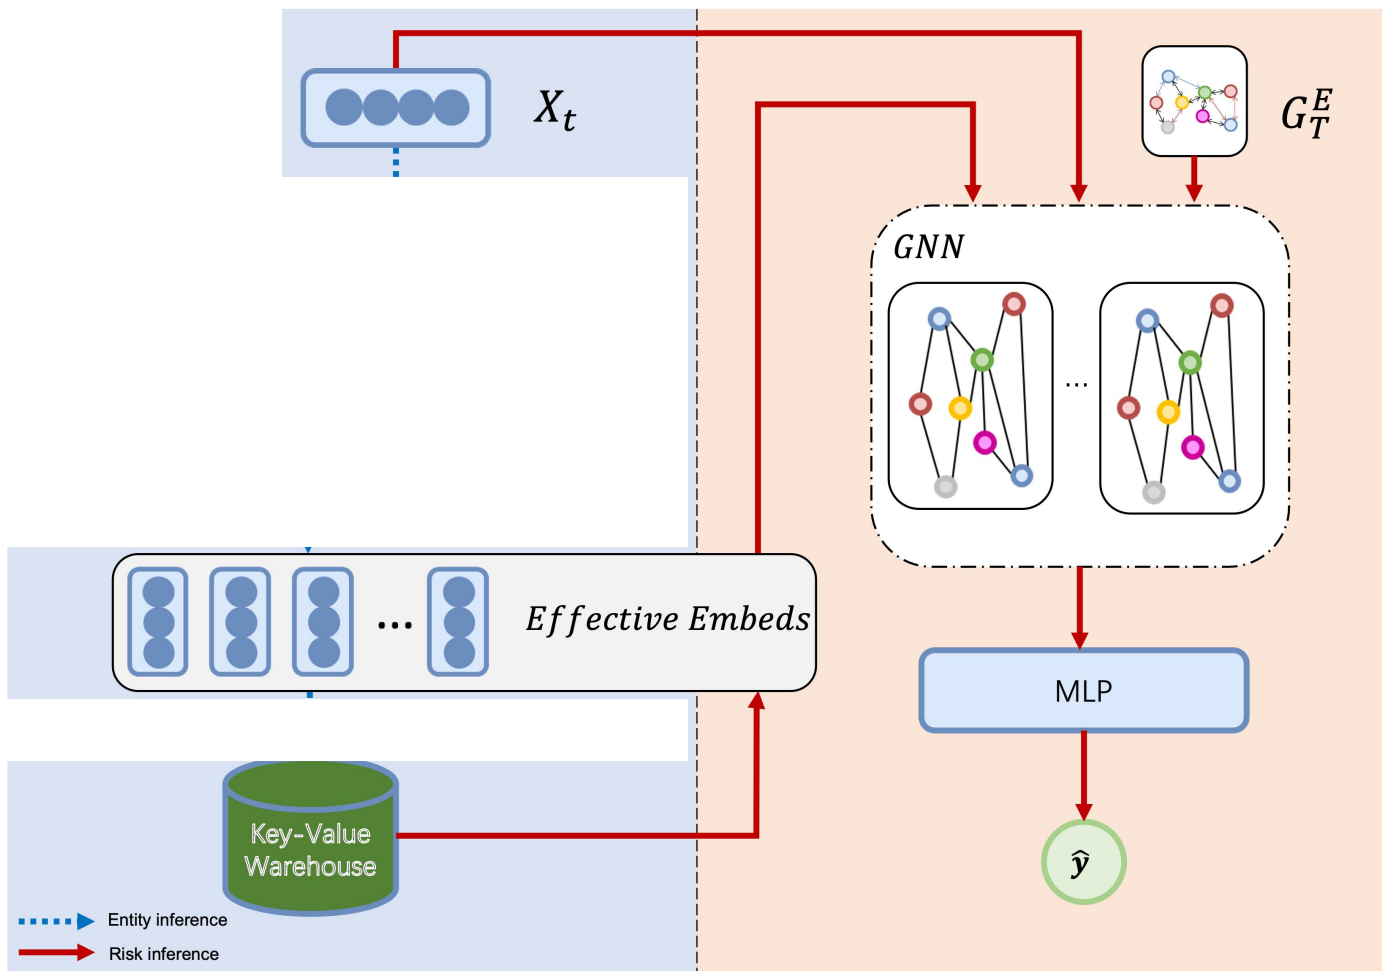 X_t
G_T^E
GNN
...
... Effective Embeds
MLP
Key-Value
Warehouse
ŷ
Entity inference
Risk inference